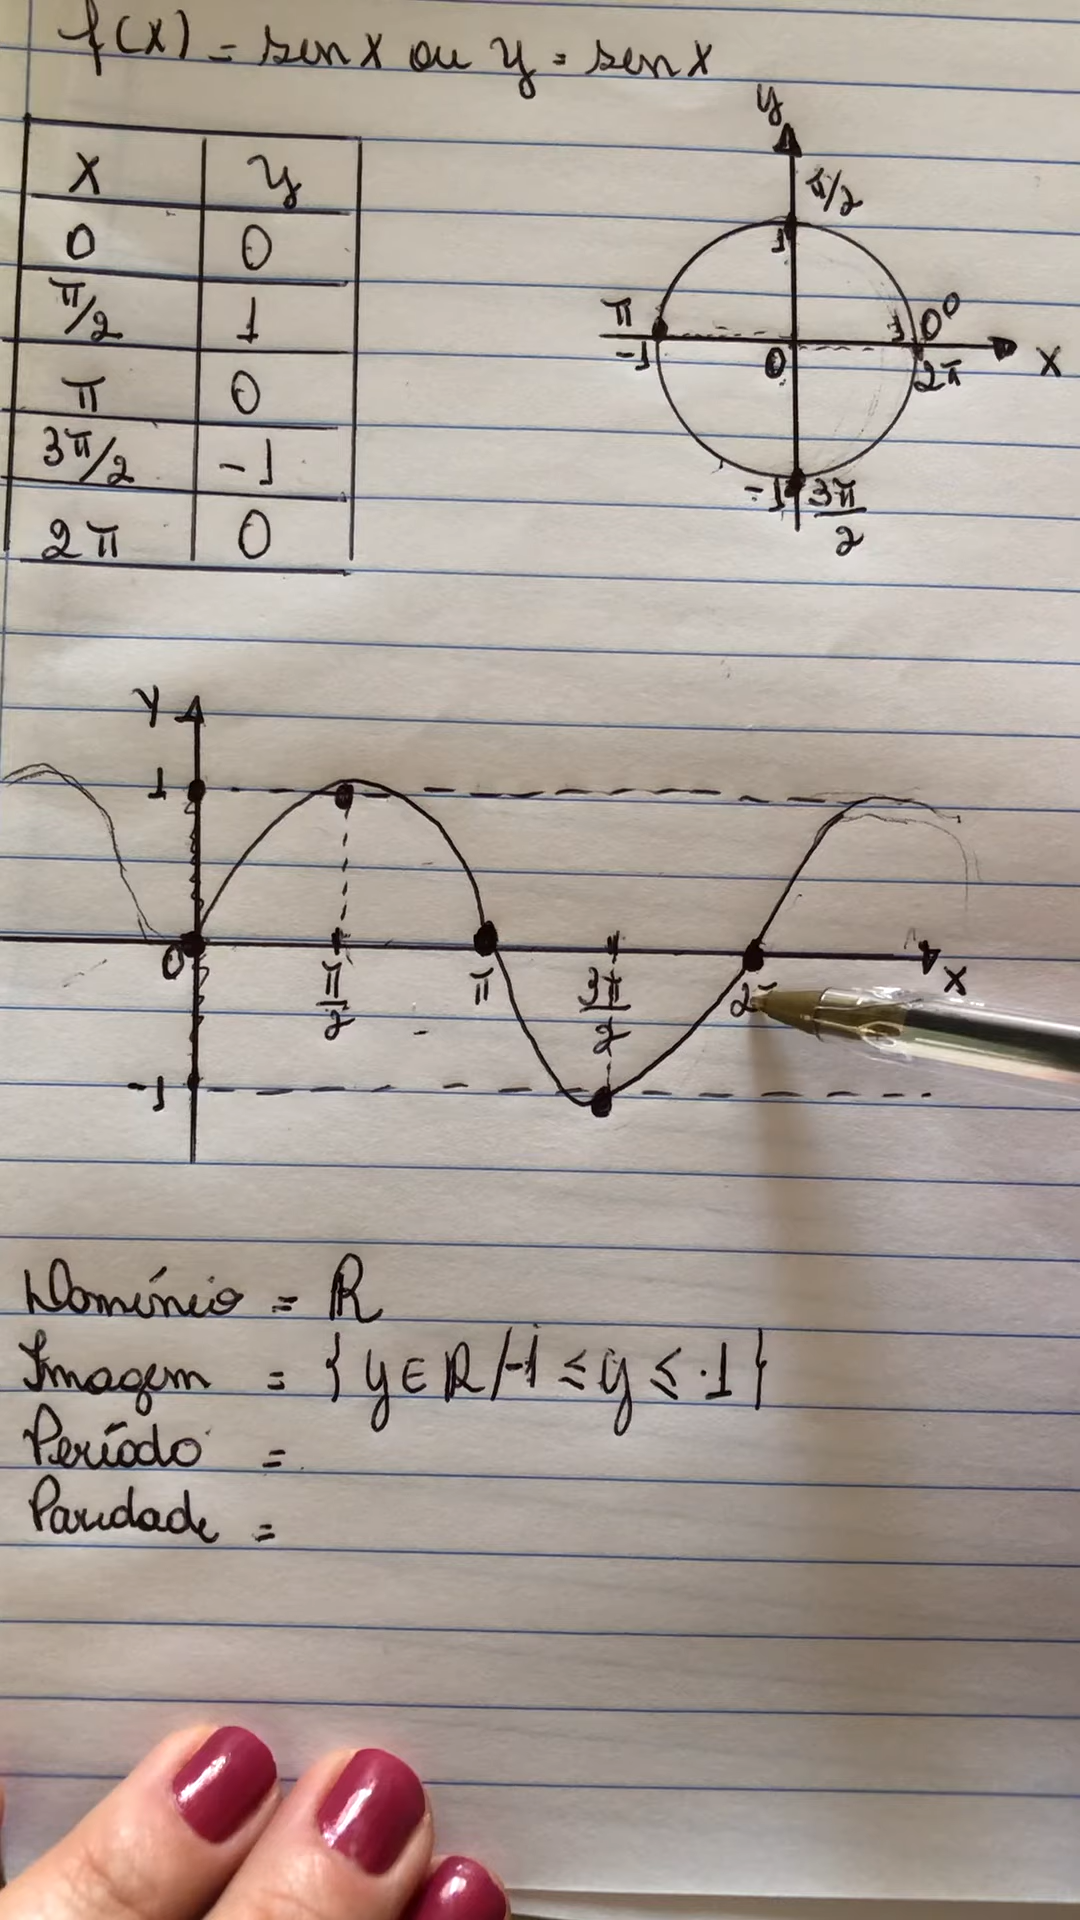 f(x) = sen x ou y = sen x
x y
0 0
π/2 1
π 0
3π/2 -1
2π 0
y
π/2
1
π 1 0º
-1 0 2π x
-1 3π/2
y
1
0 π/2 π 3π/2 2π x
-1
Domínio = R
Imagem = {y ∈ R / -1 ≤ y ≤ 1}
Período =
Paridade =